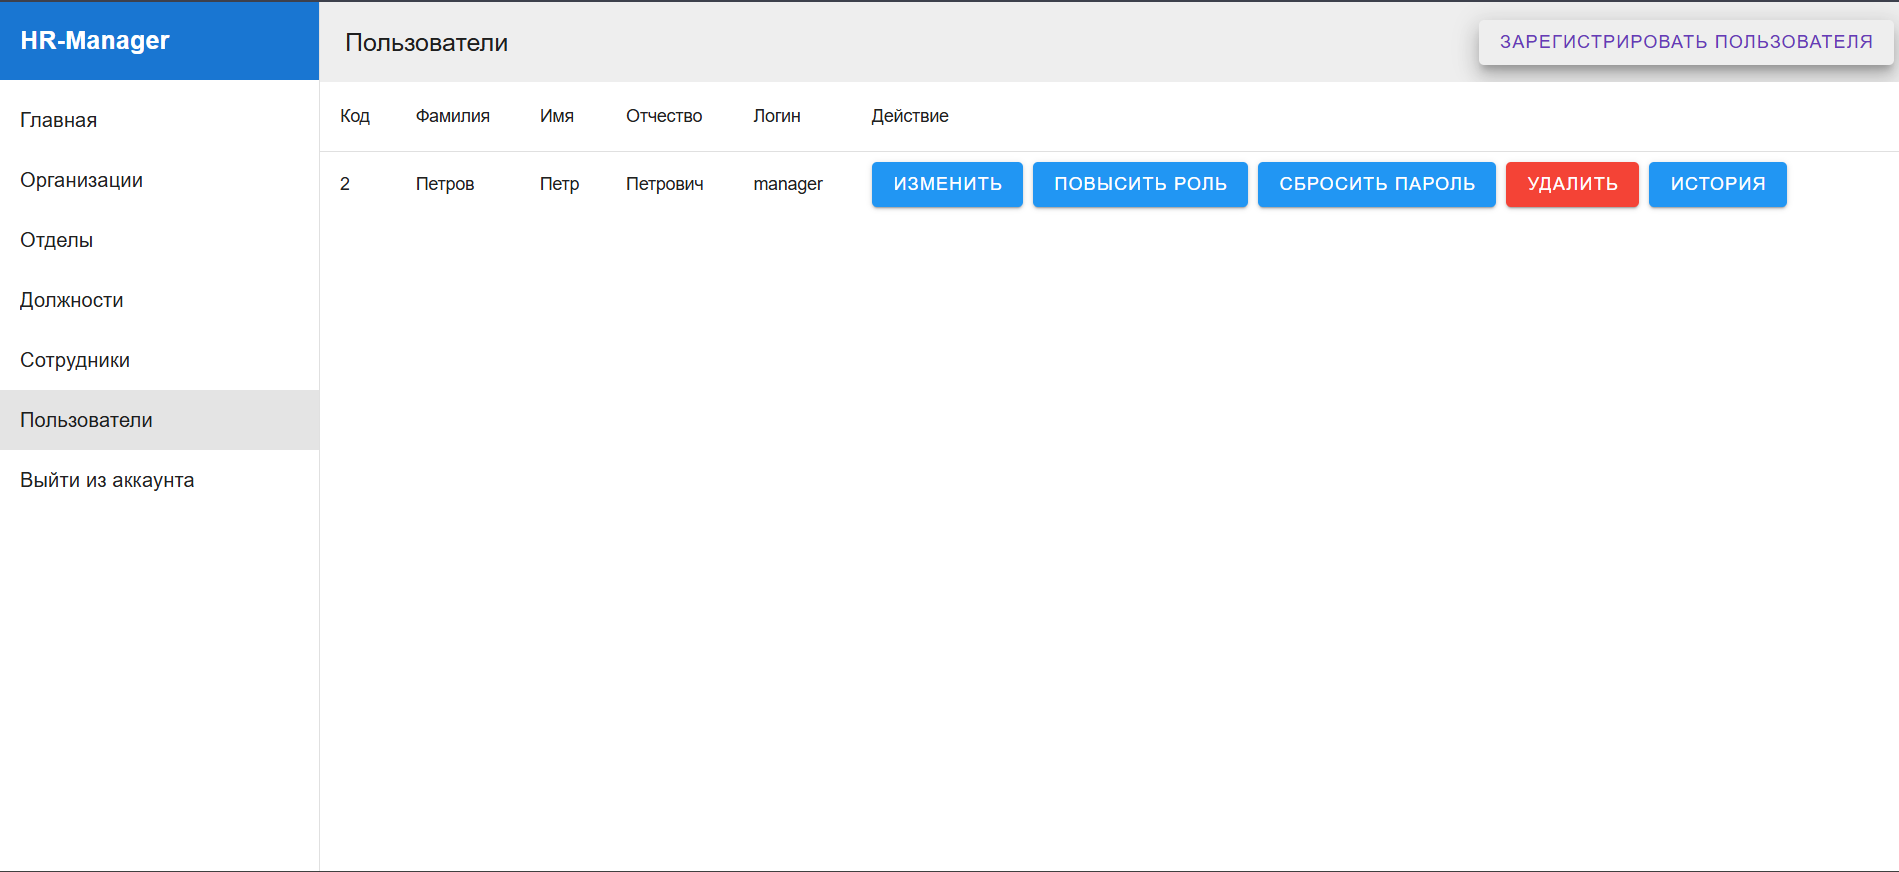 HR-Manager
Главная
Организации
Отделы
Должности
Сотрудники
Пользователи
Выйти из аккаунта
Пользователи
ЗАРЕГИСТРИРОВАТЬ ПОЛЬЗОВАТЕЛЯ
Код Фамилия Имя Отчество Логин Действие
2 Петров Петр Петрович manager ИЗМЕНИТЬ ПОВЫСИТЬ РОЛЬ СБРОСИТЬ ПАРОЛЬ УДАЛИТЬ ИСТОРИЯ